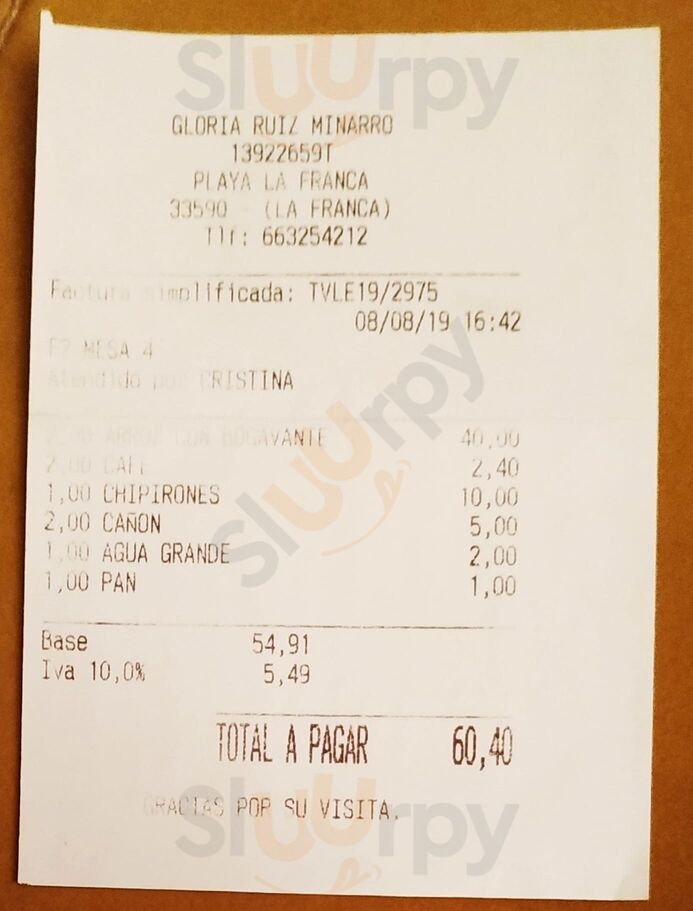 GLORIA RUIZ MINARRO
13922659T
PLAYA LA FRANCA
33590 - (LA FRANCA)
Tlf: 663254212
Factura simplificada: TVLE19/2975
08/08/19 16:42
MESA 4
Atendido por CRISTINA
2,00 ARROZ CON BOGAVANTE 40,00
2,00 CAFE 2,40
1,00 CHIPIRONES 10,00
2,00 CAÑON 5,00
1,00 AGUA GRANDE 2,00
1,00 PAN 1,00
Base 54,91
Iva 10,0% 5,49
TOTAL A PAGAR 60,40
GRACIAS POR SU VISITA.
Slurpy
Slurpy
Slurpy